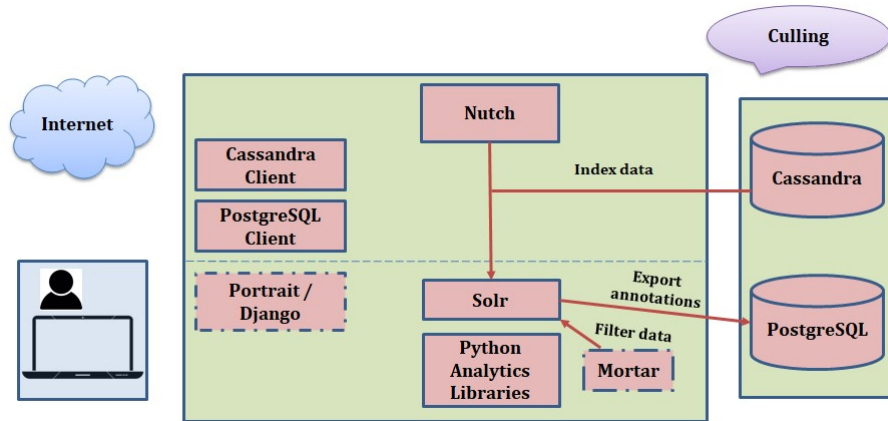 Culling
Internet
Nutch
Cassandra
Client
Index data
Cassandra
PostgreSQL
Client
Portrait /
Django
Solr
Export
annotations
PostgreSQL
Filter data
Python
Analytics
Libraries
Mortar